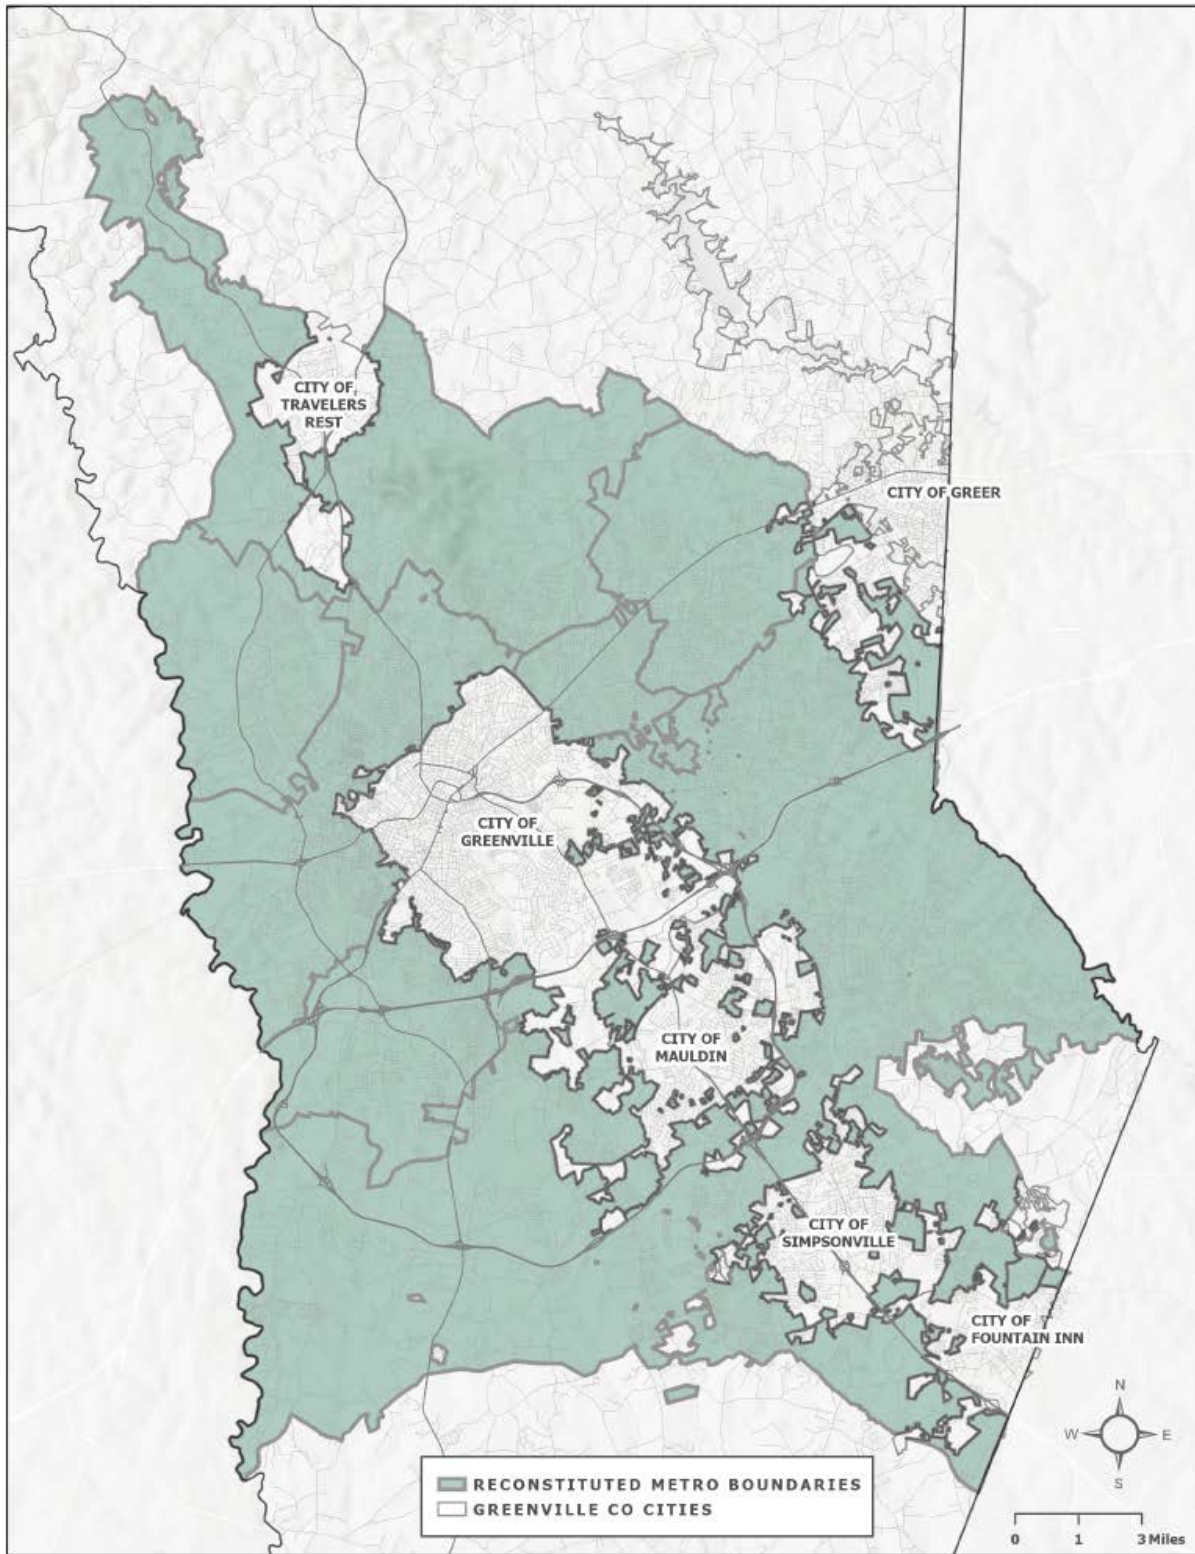 CITY OF
TRAVELERS
REST
CITY OF GREER
CITY OF
GREENVILLE
CITY OF
MAULDIN
CITY OF
SIMPSONVILLE
CITY OF
FOUNTAIN INN
N
W
E
S
RECONSTITUTED METRO BOUNDARIES
GREENVILLE CO CITIES
0 1 3 Miles